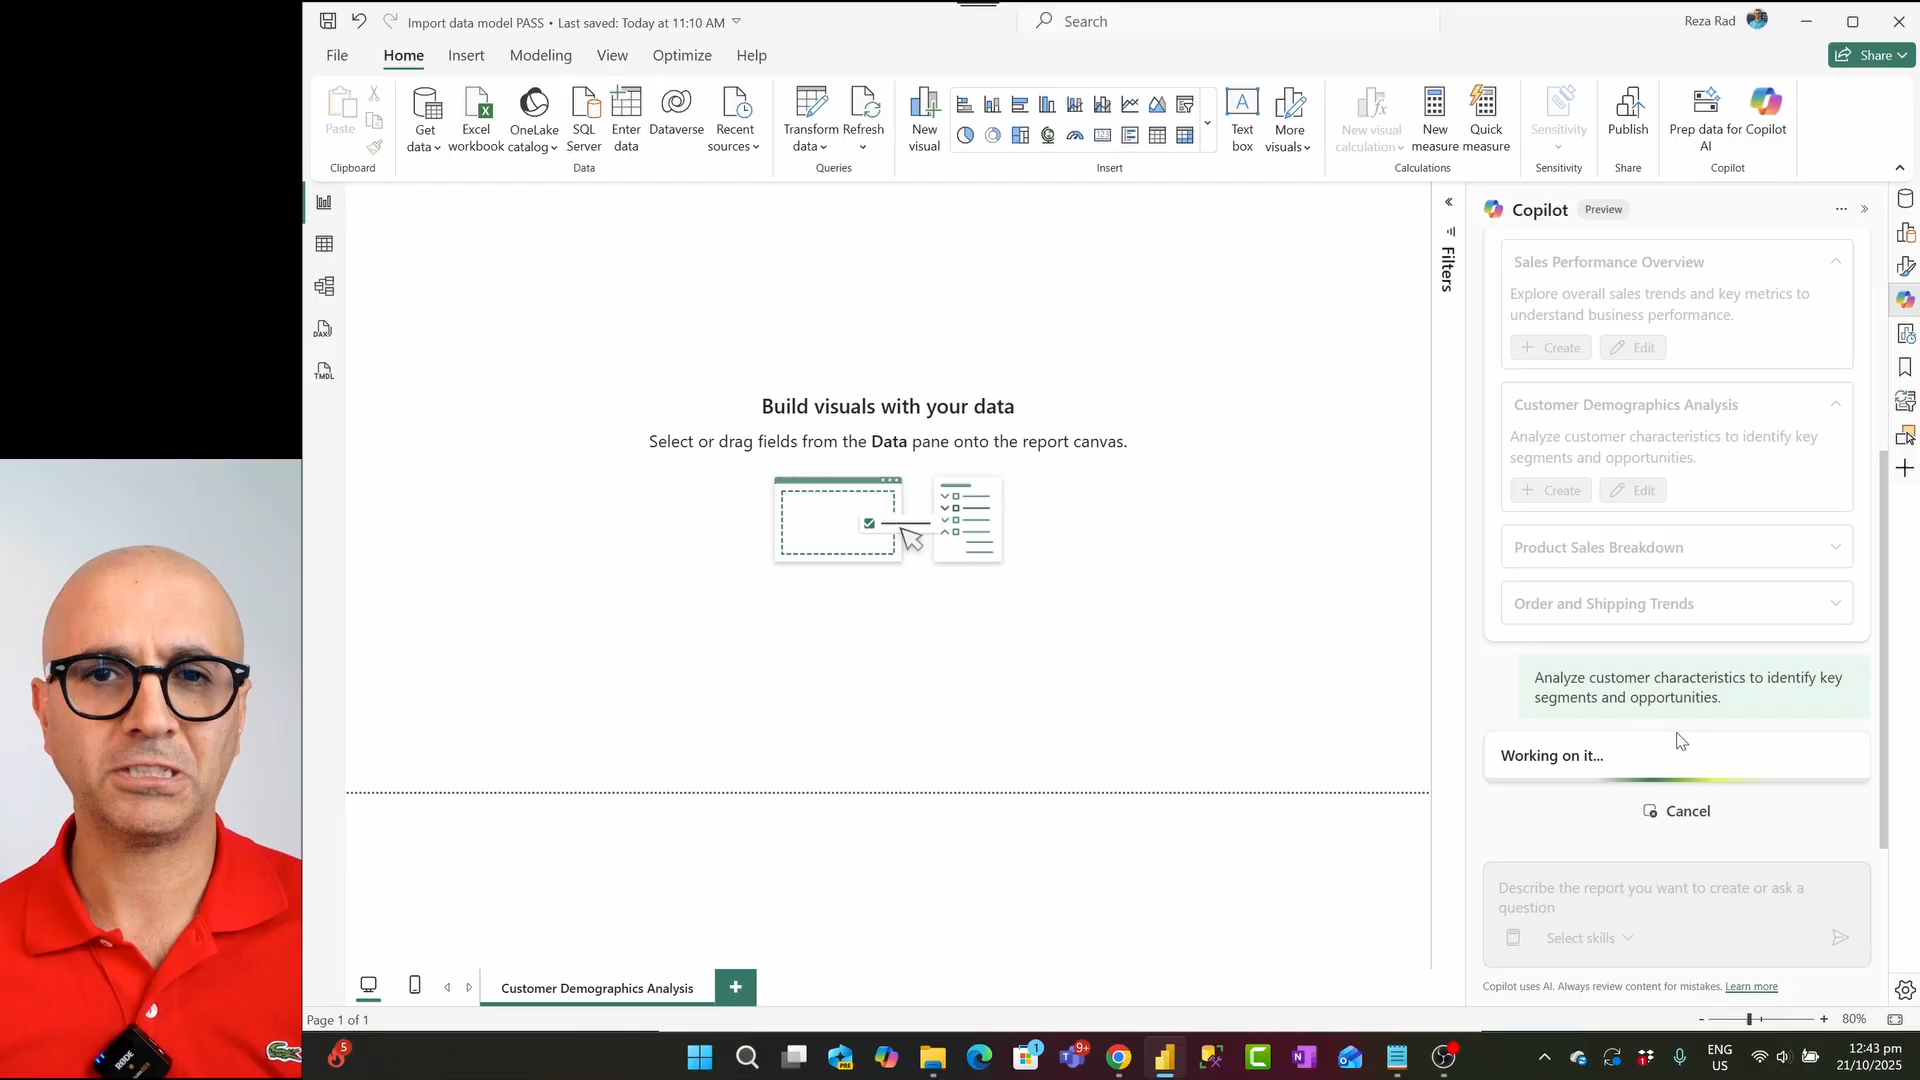 Import data model PASS • Last saved: Today at 11:10 AM
Search
Reza Rad
File
Home
Insert
Modeling
View
Optimize
Help
Share
Paste
Get data
Excel workbook
OneLake catalog
SQL Server
Enter data
Dataverse
Recent sources
Transform data
Refresh
New visual
Text box
More visuals
New visual calculation
New measure
Quick measure
Sensitivity
Publish
Prep data for AI
Copilot
Clipboard
Data
Queries
Insert
Calculations
Sensitivity
Share
Copilot
DAX
TMDL
Build visuals with your data
Select or drag fields from the Data pane onto the report canvas.
Filters
Copilot
Preview
Sales Performance Overview
Explore overall sales trends and key metrics to
understand business performance.
Create
Edit
Customer Demographics Analysis
Analyze customer characteristics to identify key
segments and opportunities.
Create
Edit
Product Sales Breakdown
Order and Shipping Trends
Analyze customer characteristics to identify key
segments and opportunities.
Working on it...
Cancel
Describe the report you want to create or ask a
question
Select skills
Copilot uses AI. Always review content for mistakes. Learn more
Customer Demographics Analysis
Page 1 of 1
80%
RØDE
5
PRE
1
9+
1
ENG
US
12:43 pm
21/10/2025